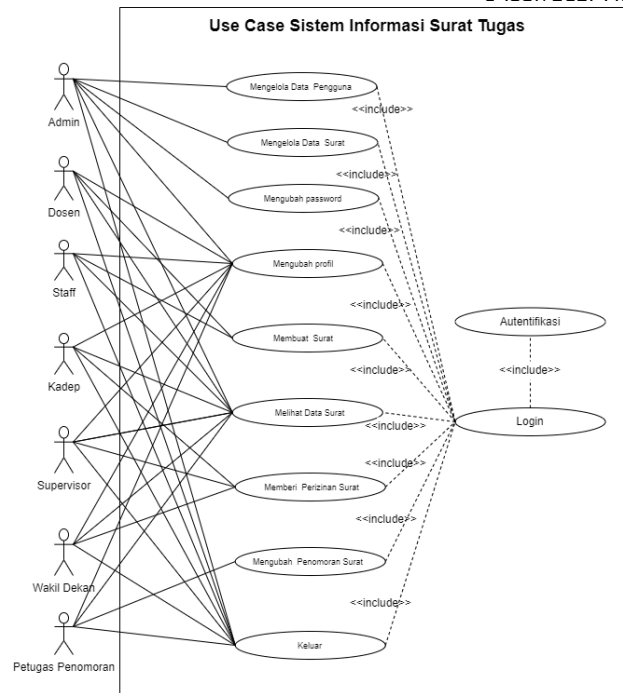 Use Case Sistem Informasi Surat Tugas
Admin
Dosen
Staff
Kadep
Supervisor
Wakil Dekan
Petugas Penomoran
Mengelola Data Pengguna
Mengelola Data Surat
Mengubah password
Mengubah profil
Membuat Surat
Melihat Data Surat
Memberi Perizinan Surat
Mengubah Penomoran Surat
Keluar
<<include>>
<<include>>
<<include>>
<<include>>
<<include>>
<<include>>
<<include>>
<<include>>
<<include>>
Autentifikasi
<<include>>
Login